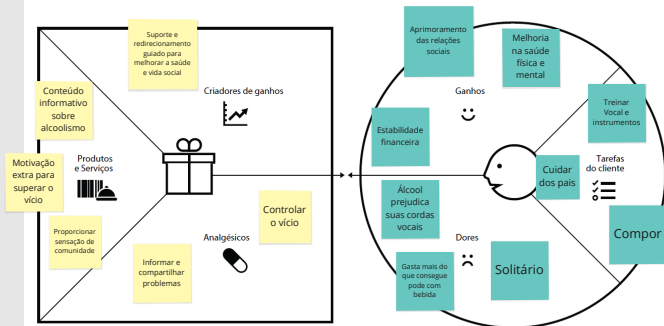 Suporte e
redirecionamento
guiado para
melhorar a saúde
e vida social
Criadores de ganhos
Conteúdo
informativo
sobre
alcoolismo
Motivação
extra para
superar o
vício
Produtos
e Serviços
Proporcionar
sensação de
comunidade
Informar e
compartilhar
problemas
Analgésicos
Controlar
o vício
Aprimoramento
das relações
sociais
Melhoria
na saúde
física e
mental
Ganhos
Estabilidade
financeira
Treinar
Vocal e
instrumentos
Cuidar
dos pais
Tarefas
do cliente
Compor
Álcool
prejudica
suas cordas
vocais
Dores
Gasta mais do
que consegue
pode com
bebida
Solitário